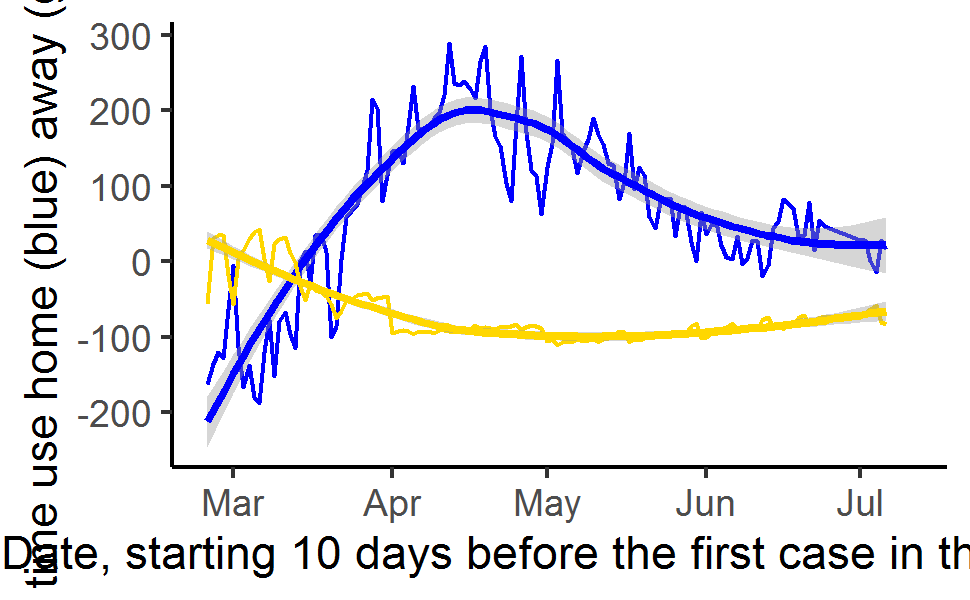 time use home (blue) away (
300
200
100
0
-100
-200
Mar Apr May Jun Jul
Date, starting 10 days before the first case in th